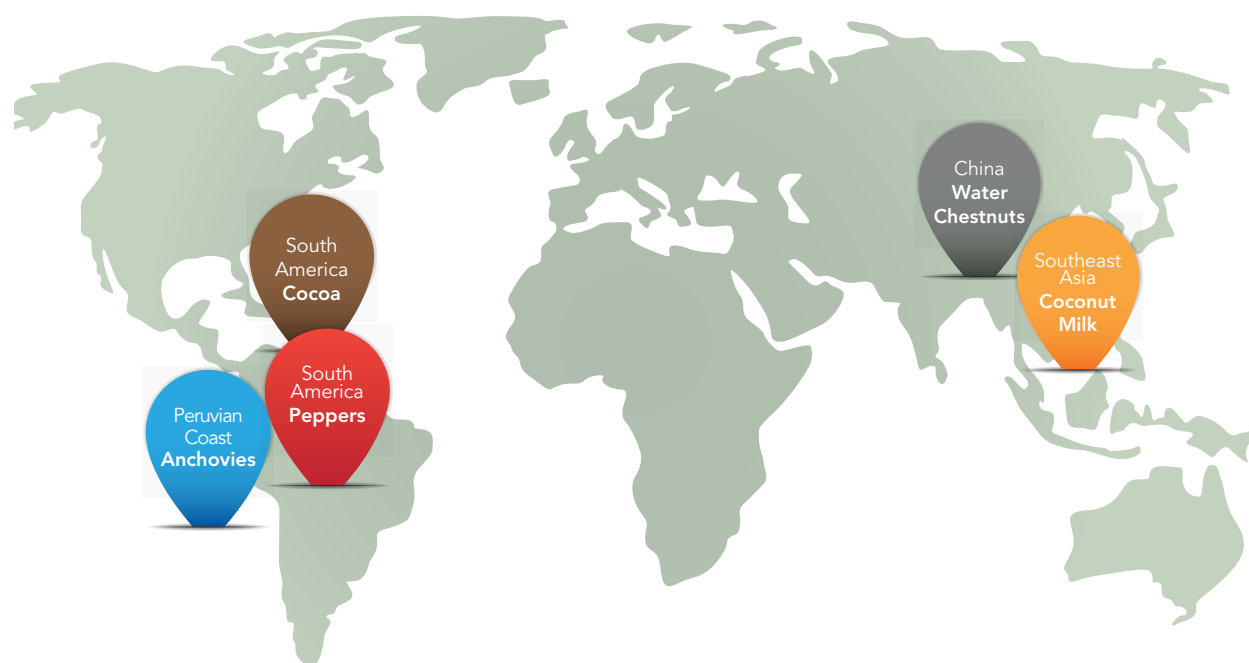 South
America
Cocoa
South
America
Peppers
Peruvian
Coast
Anchovies
China
Water
Chestnuts
Southeast
Asia
Coconut
Milk